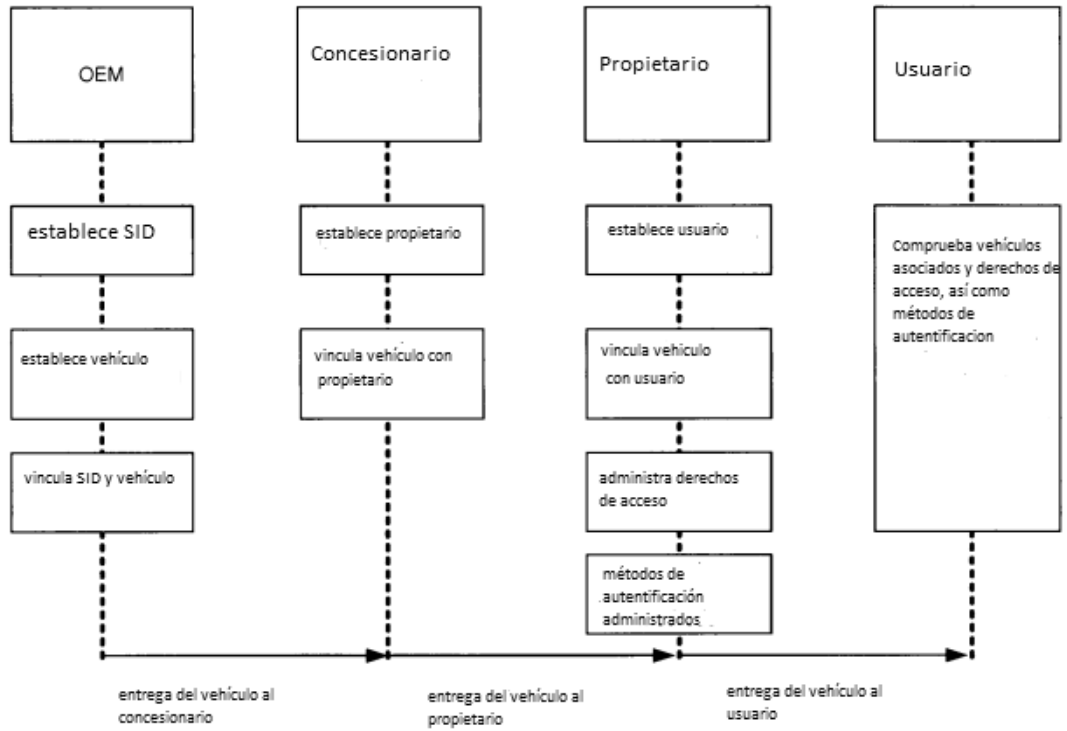 OEM
Concesionario
Propietario
Usuario
establece SID
establece propietario
establece usuario
Comprueba vehículos
asociados y derechos de
acceso, así como
métodos de
autentificacion
establece vehículo
vincula vehículo con
propietario
vincula vehiculo
con usuario
vincula SID y vehículo
administra derechos
de acceso
métodos de
autentificación
administrados
entrega del vehículo al
concesionario
entrega del vehículo al
propietario
entrega del vehículo al
usuario